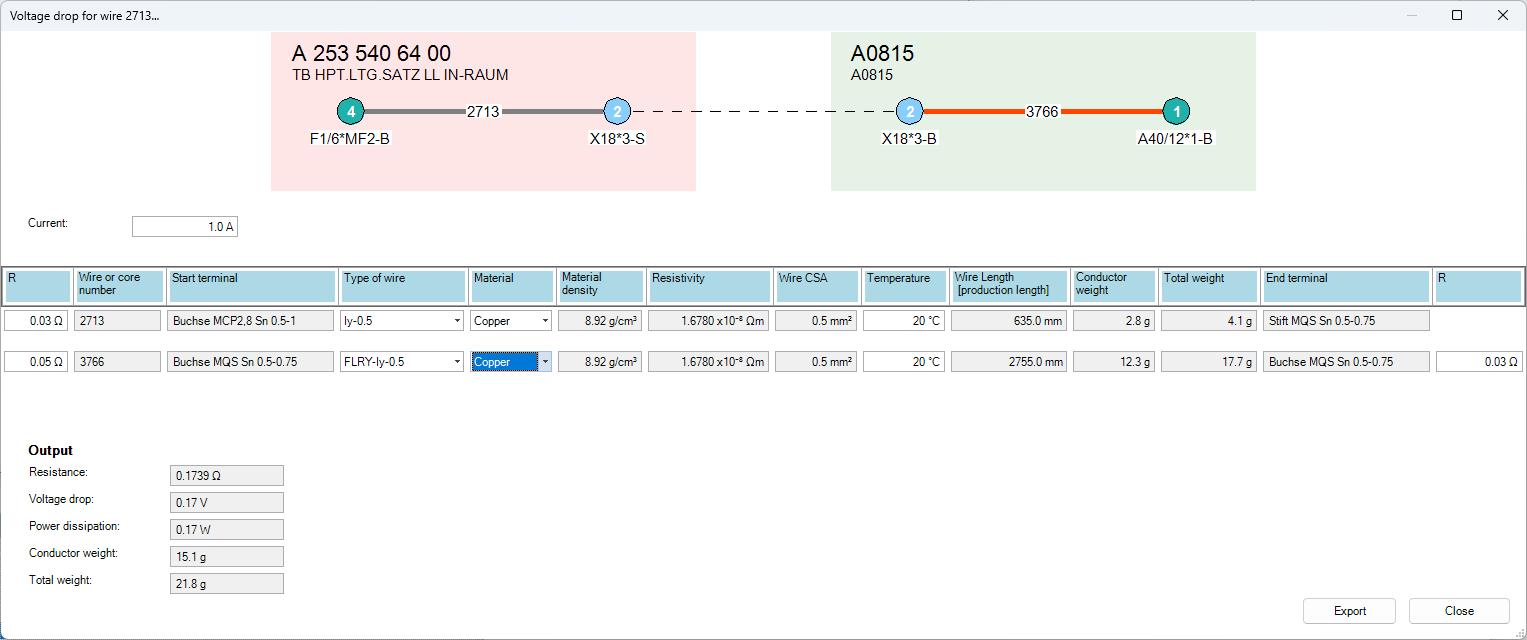 Voltage drop for wire 2713...
A 253 540 64 00
TB HPT.LTG.SATZ LL IN-RAUM
4 2713 2
F1/6*MF2-B X18*3-S
A0815
A0815
2 3766 1
X18*3-B A40/12*1-B
Current: 1.0 A
R Wire or core number Start terminal Type of wire Material Material density Resistivity Wire CSA Temperature Wire Length [production length] Conductor weight Total weight End terminal R
0.03 Ω 2713 Buchse MCP2,8 Sn 0.5-1 Iy-0.5 Copper 8.92 g/cm³ 1.6780 x10⁻⁸ Ωm 0.5 mm² 20 °C 635.0 mm 2.8 g 4.1 g Stift MQS Sn 0.5-0.75
0.05 Ω 3766 Buchse MQS Sn 0.5-0.75 FLRY-Iy-0.5 Copper 8.92 g/cm³ 1.6780 x10⁻⁸ Ωm 0.5 mm² 20 °C 2755.0 mm 12.3 g 17.7 g Buchse MQS Sn 0.5-0.75 0.03 Ω
Output
Resistance: 0.1739 Ω
Voltage drop: 0.17 V
Power dissipation: 0.17 W
Conductor weight: 15.1 g
Total weight: 21.8 g
Export Close